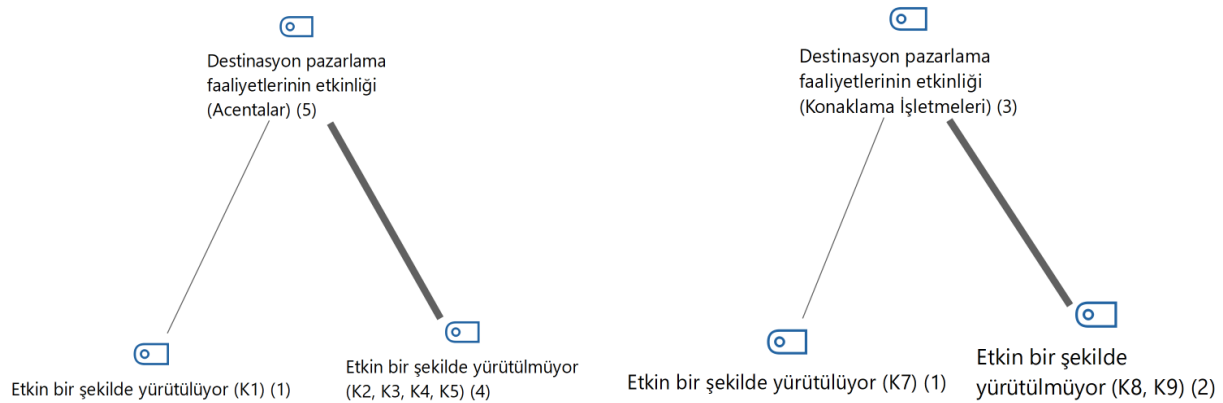 Destinasyon pazarlama
faaliyetlerinin etkinliği
(Acentalar) (5)
Etkin bir şekilde yürütülüyor (K1) (1)
Etkin bir şekilde yürütülmüyor
(K2, K3, K4, K5) (4)
Destinasyon pazarlama
faaliyetlerinin etkinliği
(Konaklama İşletmeleri) (3)
Etkin bir şekilde yürütülüyor (K7) (1)
Etkin bir şekilde
yürütülmüyor (K8, K9) (2)